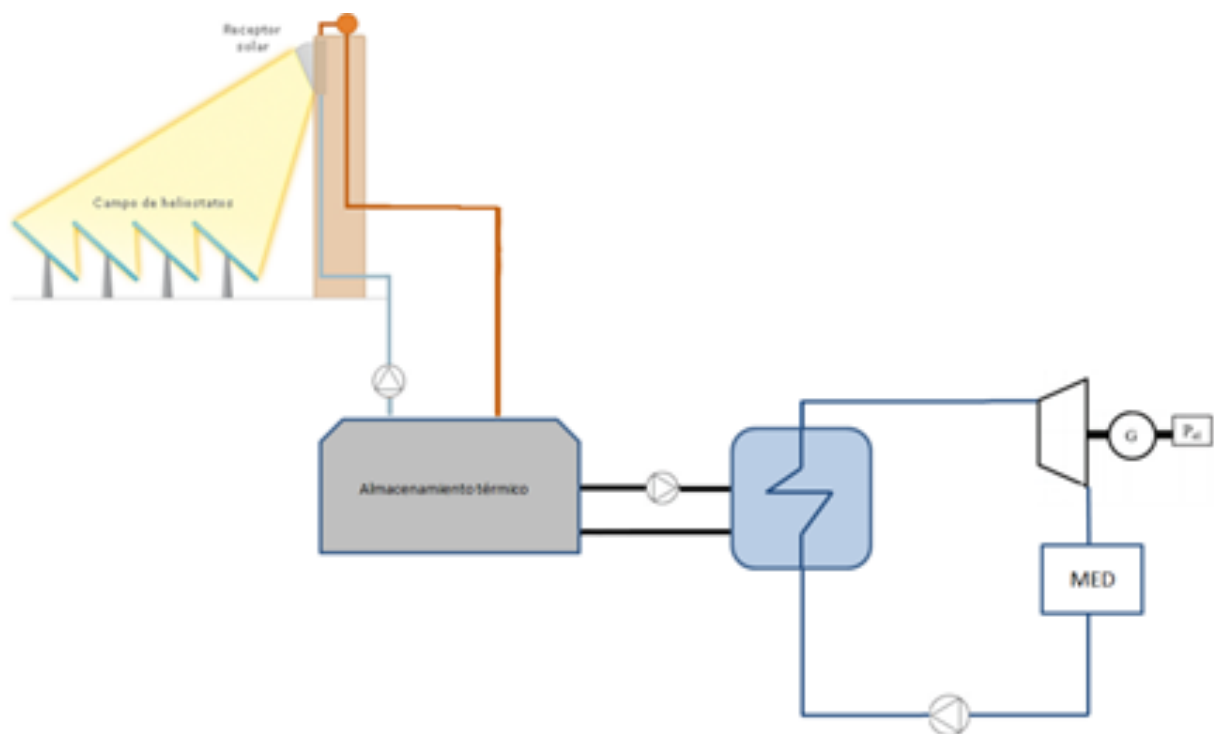 Receptor
solar
Campo de heliostatos
Almacenamiento térmico
G
Pel
MED